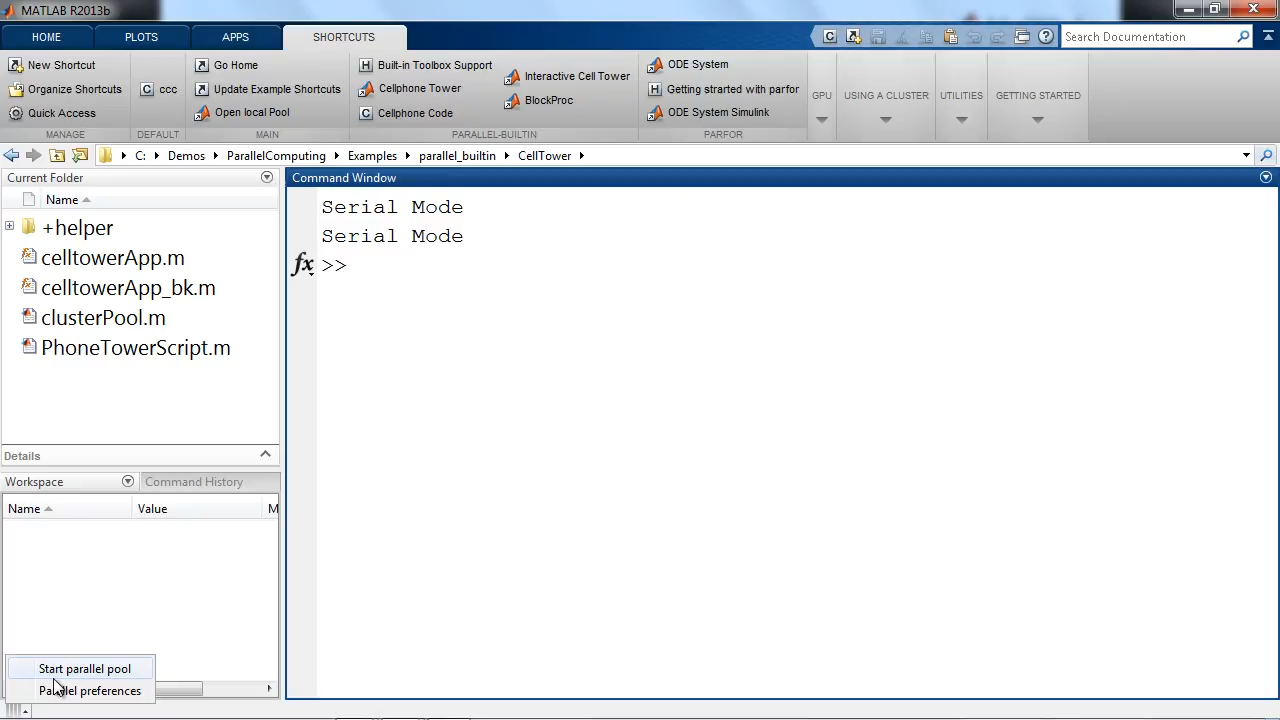 MATLAB R2013b
HOME PLOTS APPS SHORTCUTS
Search Documentation
New Shortcut
Organize Shortcuts
Quick Access
MANAGE
ccc
DEFAULT
Go Home
Update Example Shortcuts
Open local Pool
MAIN
Built-in Toolbox Support
Cellphone Tower
Cellphone Code
Interactive Cell Tower
BlockProc
PARALLEL-BUILTIN
ODE System
Getting strarted with parfor
ODE System Simulink
PARFOR
GPU
USING A CLUSTER
UTILITIES
GETTING STARTED
C: Demos ParallelComputing Examples parallel_builtin CellTower
Current Folder
Name
+helper
celltowerApp.m
celltowerApp_bk.m
clusterPool.m
PhoneTowerScript.m
Details
Workspace Command History
Name Value M
Start parallel pool
Parallel preferences
Command Window
Serial Mode
Serial Mode
fx >>